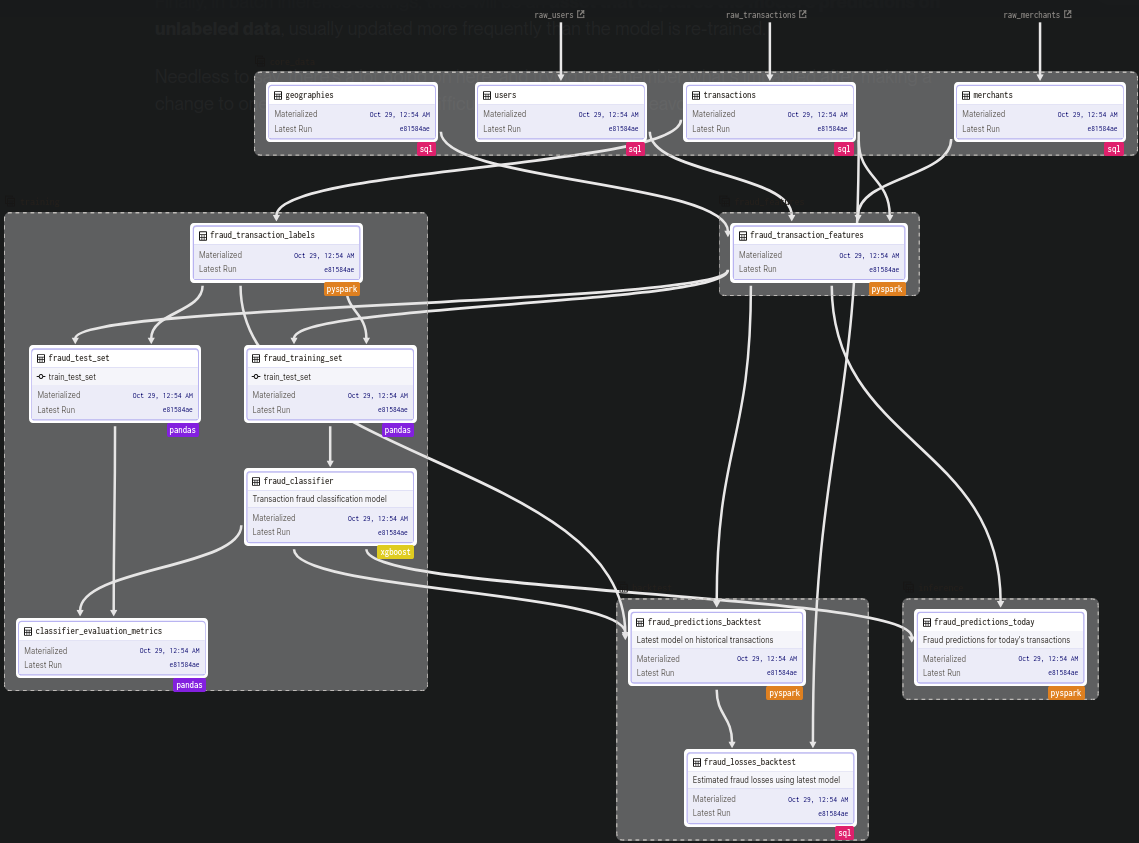 raw_users
raw_transactions
raw_merchants
unlabeled data, usually updated more frequently than the model is re-trained.
Needless to
change to
geographies
Materialized Oct 29, 12:54 AM
Latest Run e81584ae
sql
users
Materialized Oct 29, 12:54 AM
Latest Run e81584ae
sql
transactions
Materialized Oct 29, 12:54 AM
Latest Run e81584ae
sql
merchants
Materialized Oct 29, 12:54 AM
Latest Run e81584ae
sql
fraud_transaction_labels
Materialized Oct 29, 12:54 AM
Latest Run e81584ae
pyspark
fraud_transaction_features
Materialized Oct 29, 12:54 AM
Latest Run e81584ae
pyspark
fraud_test_set
train_test_set
Materialized Oct 29, 12:54 AM
Latest Run e81584ae
pandas
fraud_training_set
train_test_set
Materialized Oct 29, 12:54 AM
Latest Run e81584ae
pandas
fraud_classifier
Transaction fraud classification model
Materialized Oct 29, 12:54 AM
Latest Run e81584ae
xgboost
classifier_evaluation_metrics
Materialized Oct 29, 12:54 AM
Latest Run e81584ae
pandas
fraud_predictions_backtest
Latest model on historical transactions
Materialized Oct 29, 12:54 AM
Latest Run e81584ae
pyspark
fraud_predictions_today
Fraud predictions for today's transactions
Materialized Oct 29, 12:54 AM
Latest Run e81584ae
pyspark
fraud_losses_backtest
Estimated fraud losses using latest model
Materialized Oct 29, 12:54 AM
Latest Run e81584ae
sql